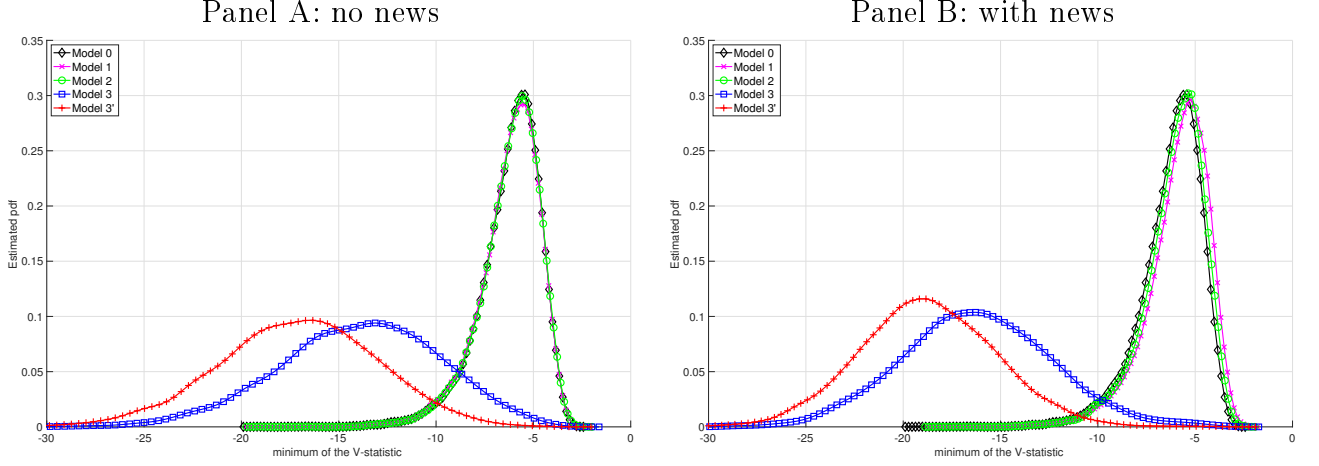 Panel A: no news
0.35
0.3
0.25
0.2
0.15
0.1
0.05
0
Estimated pdf
Model 0
Model 1
Model 2
Model 3
Model 3'
-30
-25
-20
-15
-10
-5
0
minimum of the V-statistic
Panel B: with news
0.35
0.3
0.25
0.2
0.15
0.1
0.05
0
Estimated pdf
Model 0
Model 1
Model 2
Model 3
Model 3'
-30
-25
-20
-15
-10
-5
0
minimum of the V-statistic